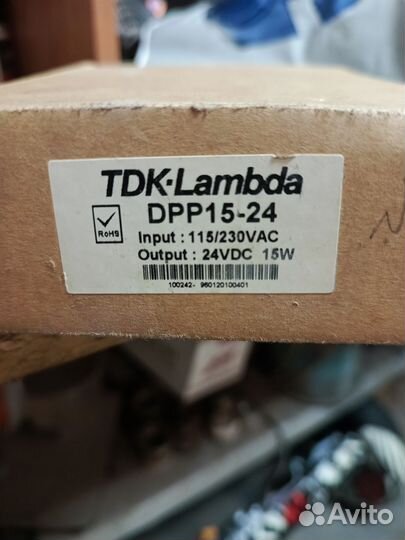 TDK·Lambda
DPP15-24
RoHS
Input : 115/230VAC
Output : 24VDC 15W
100242- 960120100401
Avito